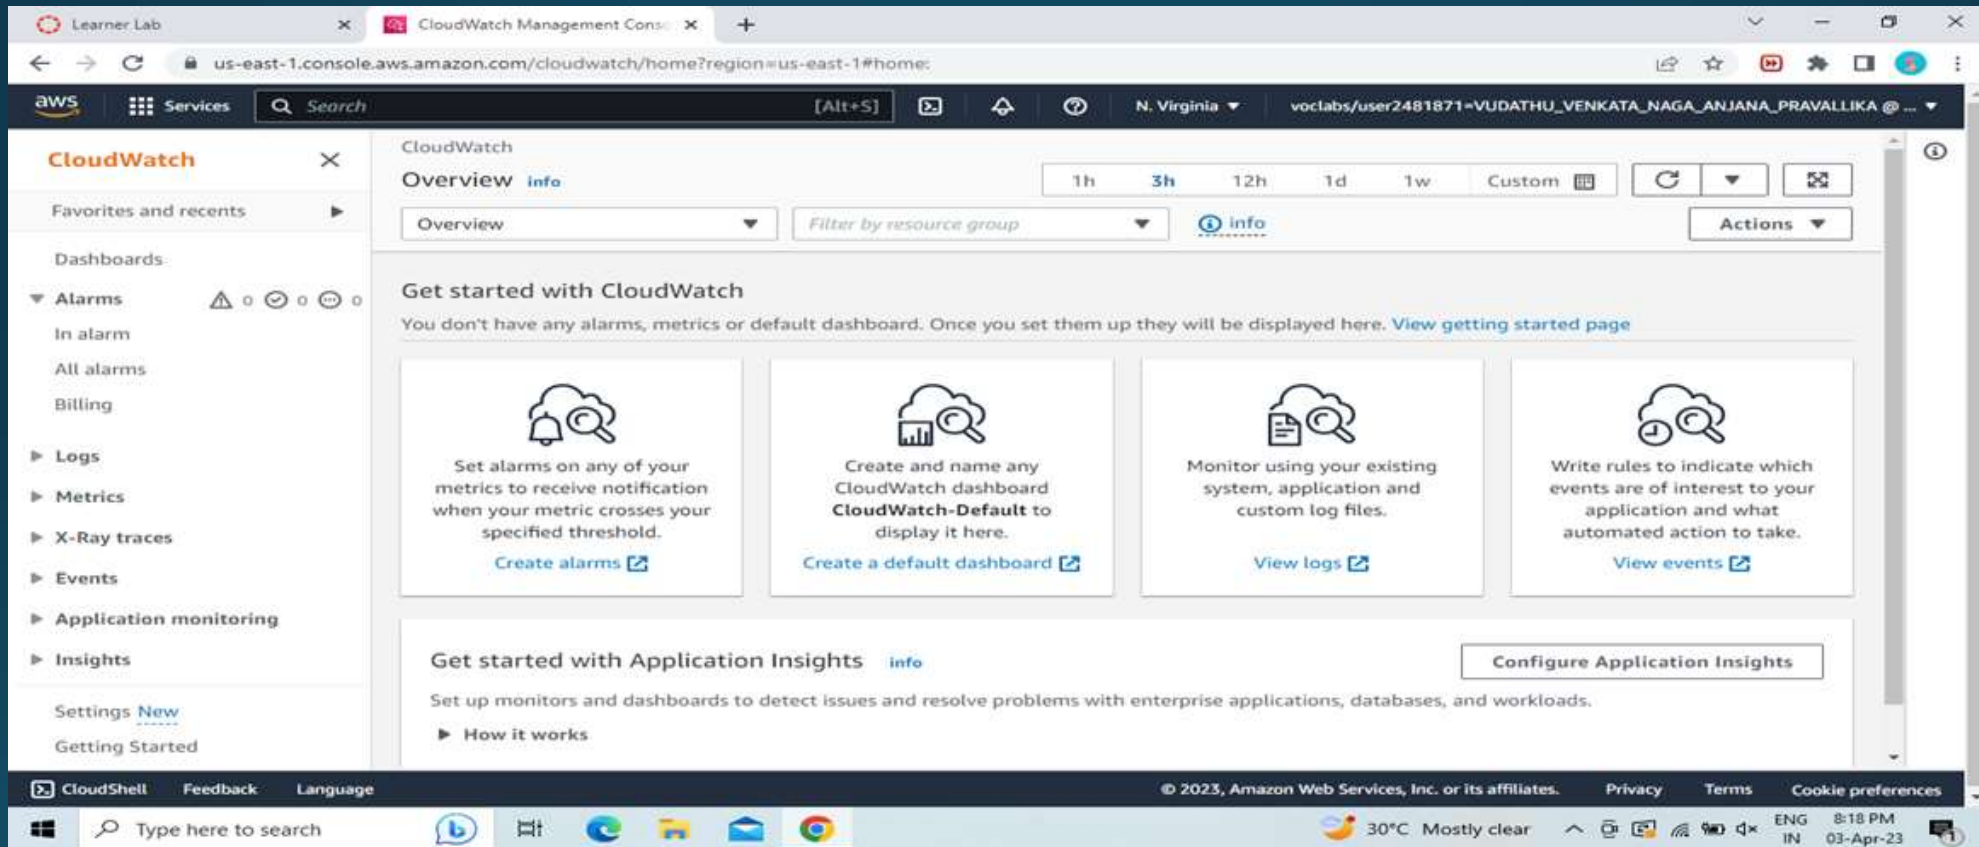 Learner Lab
CloudWatch Management Conso
us-east-1.console.aws.amazon.com/cloudwatch/home?region=us-east-1#home:
aws Services Search [Alt+S] N. Virginia voclabs/user2481871=VUDATHU_VENKATA_NAGA_ANJANA_PRAVALLIKA @ ...
CloudWatch
Favorites and recents
Dashboards
Alarms 0 0 0
In alarm
All alarms
Billing
Logs
Metrics
X-Ray traces
Events
Application monitoring
Insights
Settings New
Getting Started
CloudWatch
Overview info
1h 3h 12h 1d 1w Custom
Overview Filter by resource group info Actions
Get started with CloudWatch
You don't have any alarms, metrics or default dashboard. Once you set them up they will be displayed here. View getting started page
Set alarms on any of your
metrics to receive notification
when your metric crosses your
specified threshold.
Create alarms
Create and name any
CloudWatch dashboard
CloudWatch-Default to
display it here.
Create a default dashboard
Monitor using your existing
system, application and
custom log files.
View logs
Write rules to indicate which
events are of interest to your
application and what
automated action to take.
View events
Get started with Application Insights info
Configure Application Insights
Set up monitors and dashboards to detect issues and resolve problems with enterprise applications, databases, and workloads.
How it works
CloudShell Feedback Language © 2023, Amazon Web Services, Inc. or its affiliates. Privacy Terms Cookie preferences
Type here to search
30°C Mostly clear
ENG
IN
8:18 PM
03-Apr-23
1